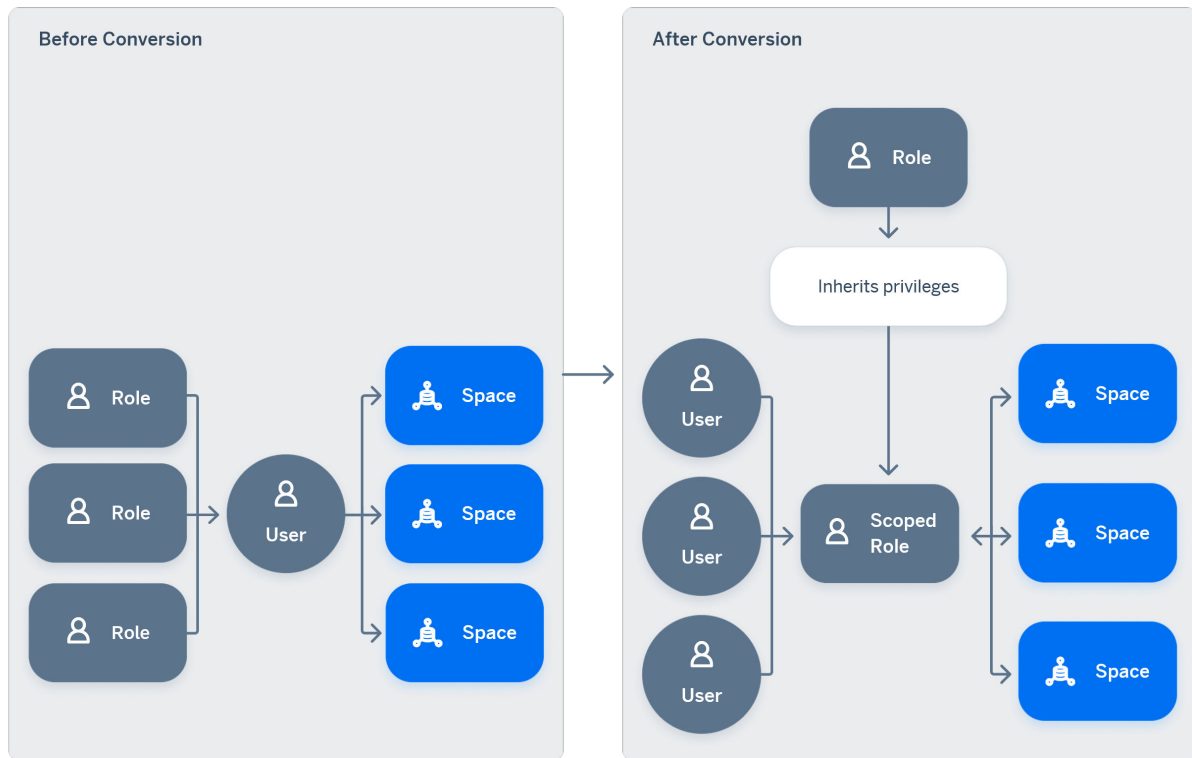 Before Conversion
Role
Role
Role
User
Space
Space
Space
After Conversion
Role
Inherits privileges
User
User
User
Scoped
Role
Space
Space
Space